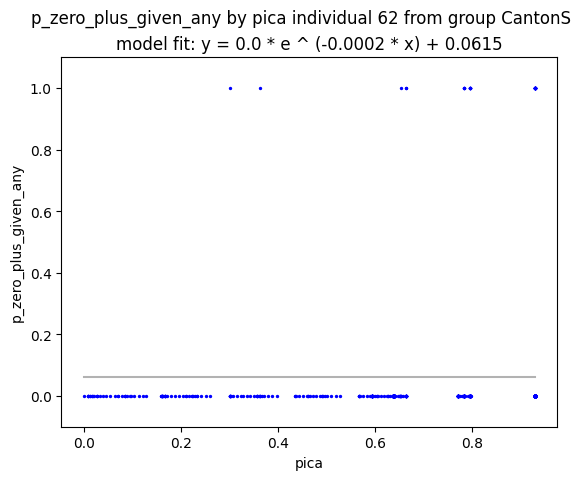 p_zero_plus_given_any by pica individual 62 from group CantonS
model fit: y = 0.0 * e ^ (-0.0002 * x) + 0.0615
1.0
0.8
0.6
0.4
0.2
0.0
p_zero_plus_given_any
0.0 0.2 0.4 0.6 0.8
pica